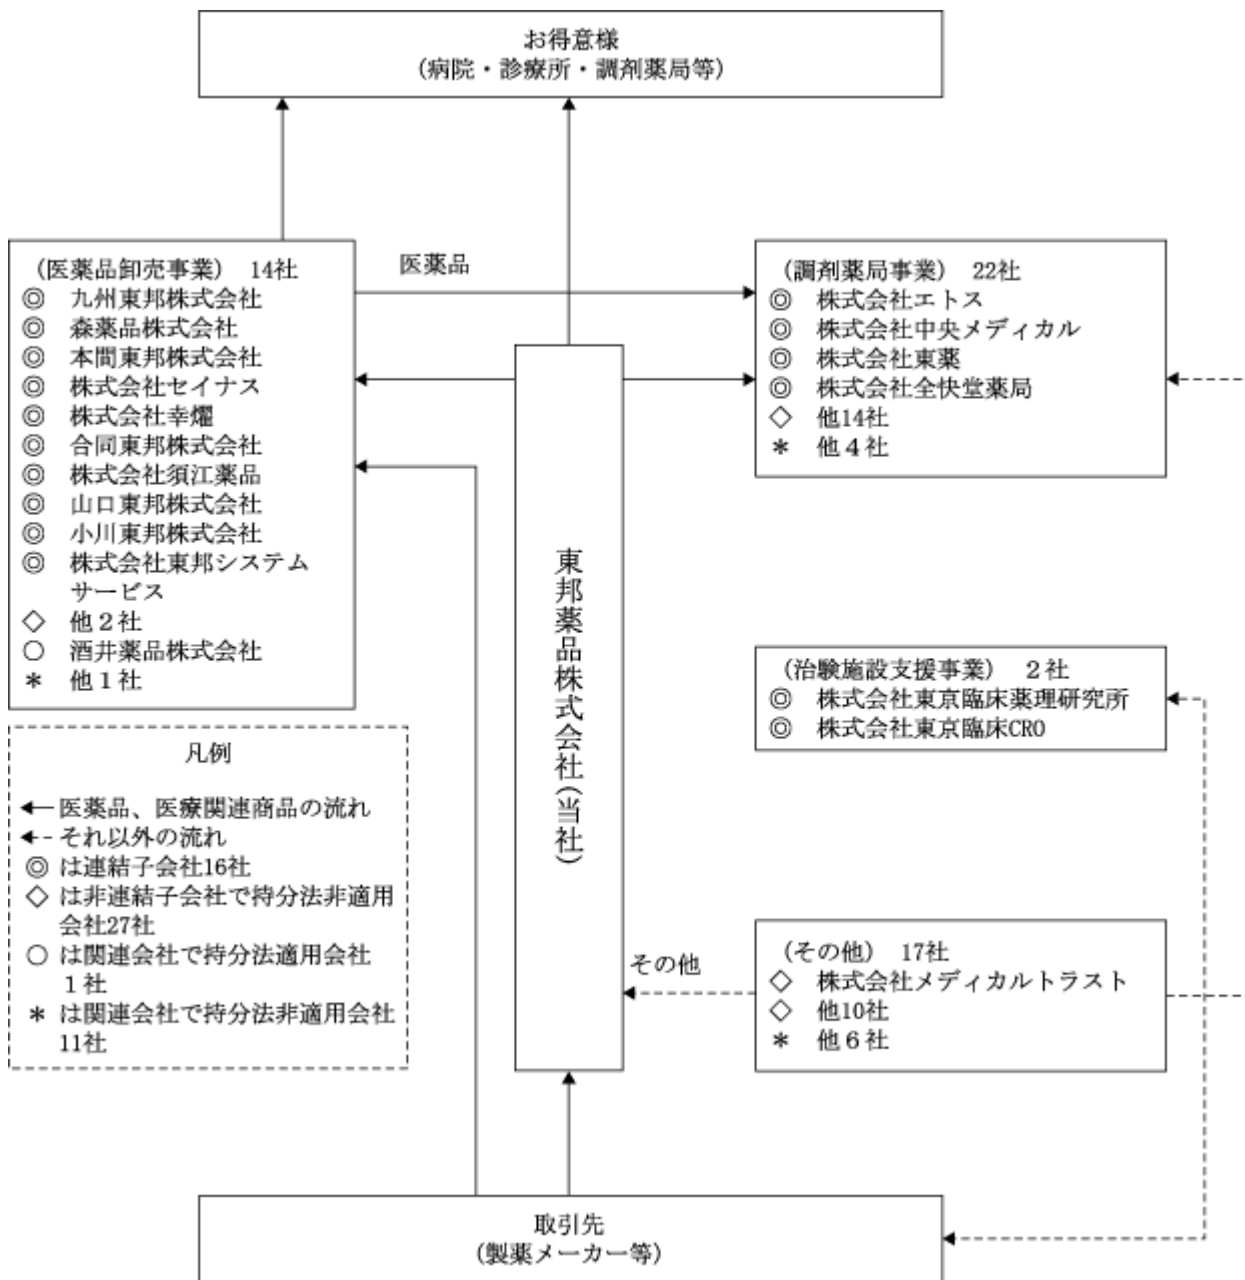 お得意様
(病院・診療所・調剤薬局等)
(医薬品卸売事業) 14社
◎ 九州東邦株式会社
◎ 森薬品株式会社
◎ 本間東邦株式会社
◎ 株式会社セイナス
◎ 株式会社幸燿
◎ 合同東邦株式会社
◎ 株式会社須江薬品
◎ 山口東邦株式会社
◎ 小川東邦株式会社
◎ 株式会社東邦システム
サービス
◇ 他2社
○ 酒井薬品株式会社
* 他1社
医薬品
(調剤薬局事業) 22社
◎ 株式会社エトス
◎ 株式会社中央メディカル
◎ 株式会社東薬
◎ 株式会社全快堂薬局
◇ 他14社
* 他4社
東邦薬品株式会社(当社)
(治験施設支援事業) 2社
◎ 株式会社東京臨床薬理研究所
◎ 株式会社東京臨床CRO
凡例
←医薬品、医療関連商品の流れ
←--それ以外の流れ
◎は連結子会社16社
◇は非連結子会社で持分法非適用
会社27社
○は関連会社で持分法適用会社
1社
*は関連会社で持分法非適用会社
11社
その他
(その他) 17社
◇ 株式会社メディカルトラスト
◇ 他10社
* 他6社
取引先
(製薬メーカー等)